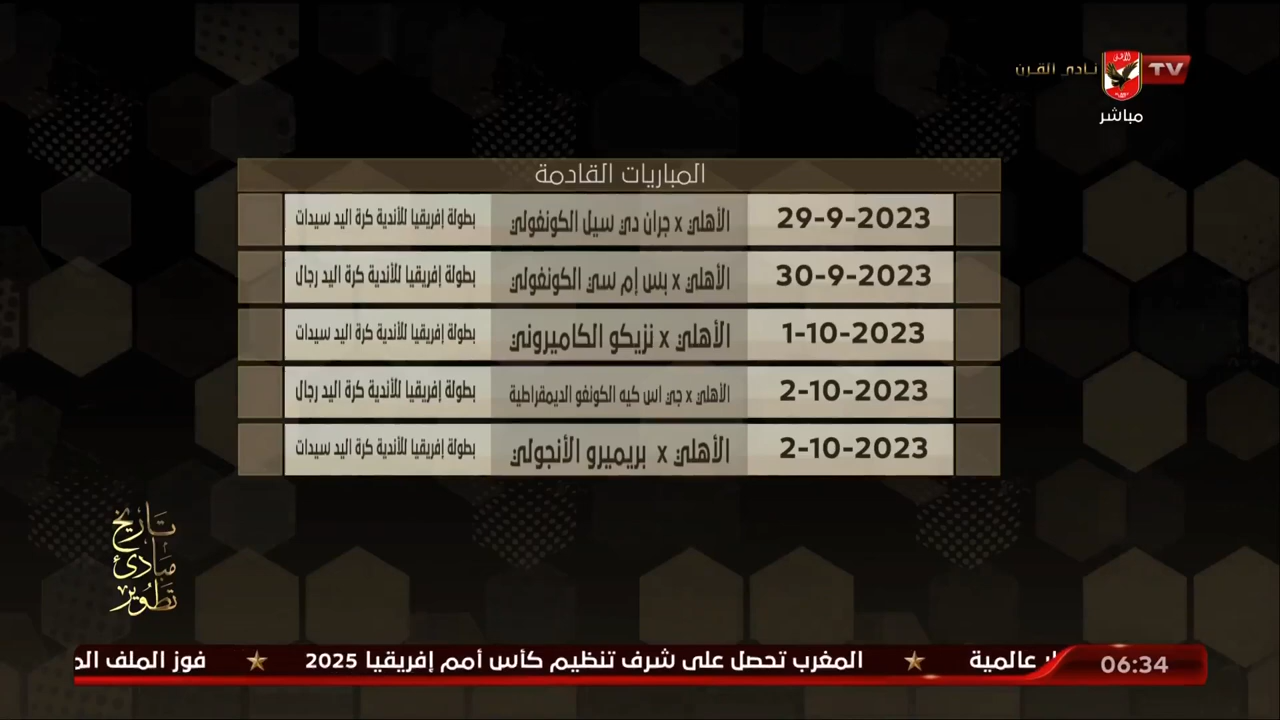 نادي القرن
TV
مباشر
المباريات القادمة
29-9-2023 الأهلي x جران دي سيل الكونغولي بطولة إفريقيا للأندية كرة اليد سيدات
30-9-2023 الأهلي x بس إم سي الكونغولي بطولة إفريقيا للأندية كرة اليد رجال
1-10-2023 الأهلي x نزيكو الكاميروني بطولة إفريقيا للأندية كرة اليد سيدات
2-10-2023 الأهلي x جي اس كيه الكونغو الديمقراطية بطولة إفريقيا للأندية كرة اليد رجال
2-10-2023 الأهلي x بريميرو الأنجولي بطولة إفريقيا للأندية كرة اليد سيدات
تاريخ
مبادئ
تطوير
06:34 عالمية ★ المغرب تحصل على شرف تنظيم كأس أمم إفريقيا 2025 ★ فوز الملف